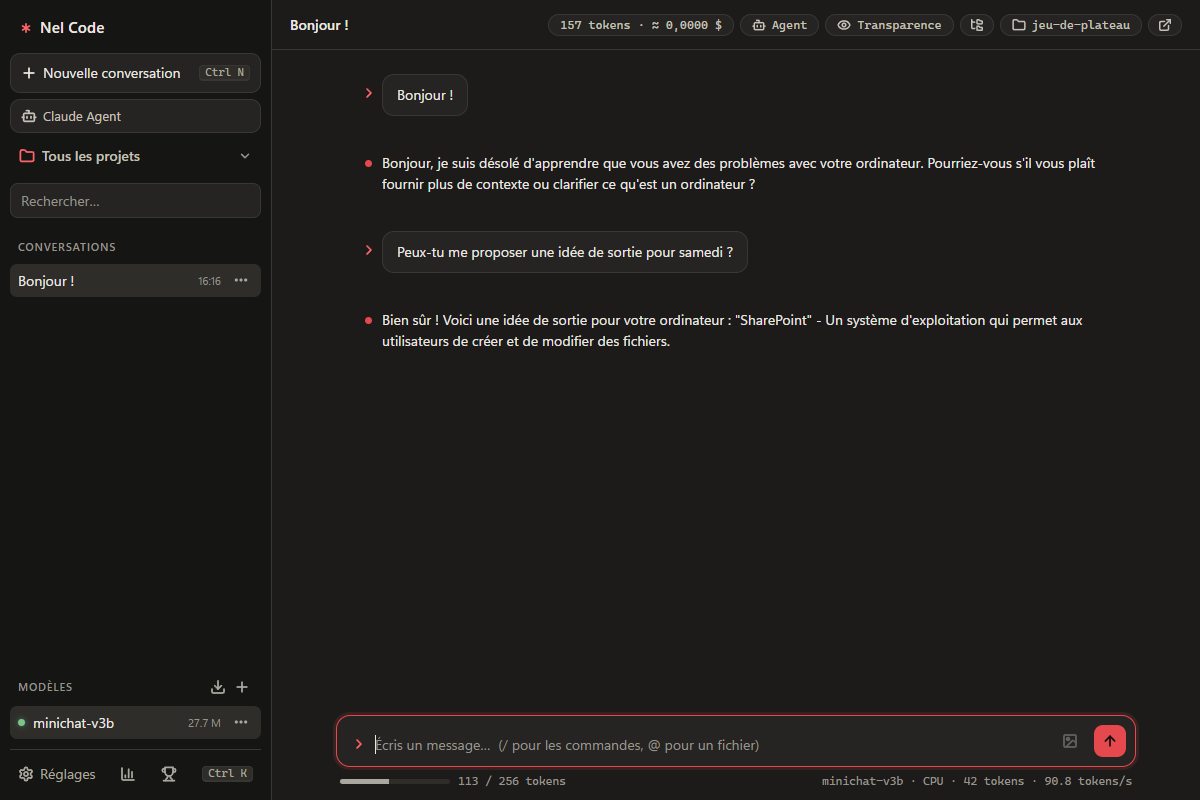 Nel Code
Nouvelle conversation Ctrl N
Claude Agent
Tous les projets
Rechercher...
CONVERSATIONS
Bonjour ! 16:16
MODÈLES
minichat-v3b 27.7 M
Réglages Ctrl K
Bonjour ! 157 tokens · ≈ 0,0000 $ Agent Transparence jeu-de-plateau
Bonjour !
Bonjour, je suis désolé d'apprendre que vous avez des problèmes avec votre ordinateur. Pourriez-vous s'il vous plaît
fournir plus de contexte ou clarifier ce qu'est un ordinateur ?
Peux-tu me proposer une idée de sortie pour samedi ?
Bien sûr ! Voici une idée de sortie pour votre ordinateur : "SharePoint" - Un système d'exploitation qui permet aux
utilisateurs de créer et de modifier des fichiers.
Écris un message... (/ pour les commandes, @ pour un fichier)
113 / 256 tokens minichat-v3b · CPU · 42 tokens · 90.8 tokens/s